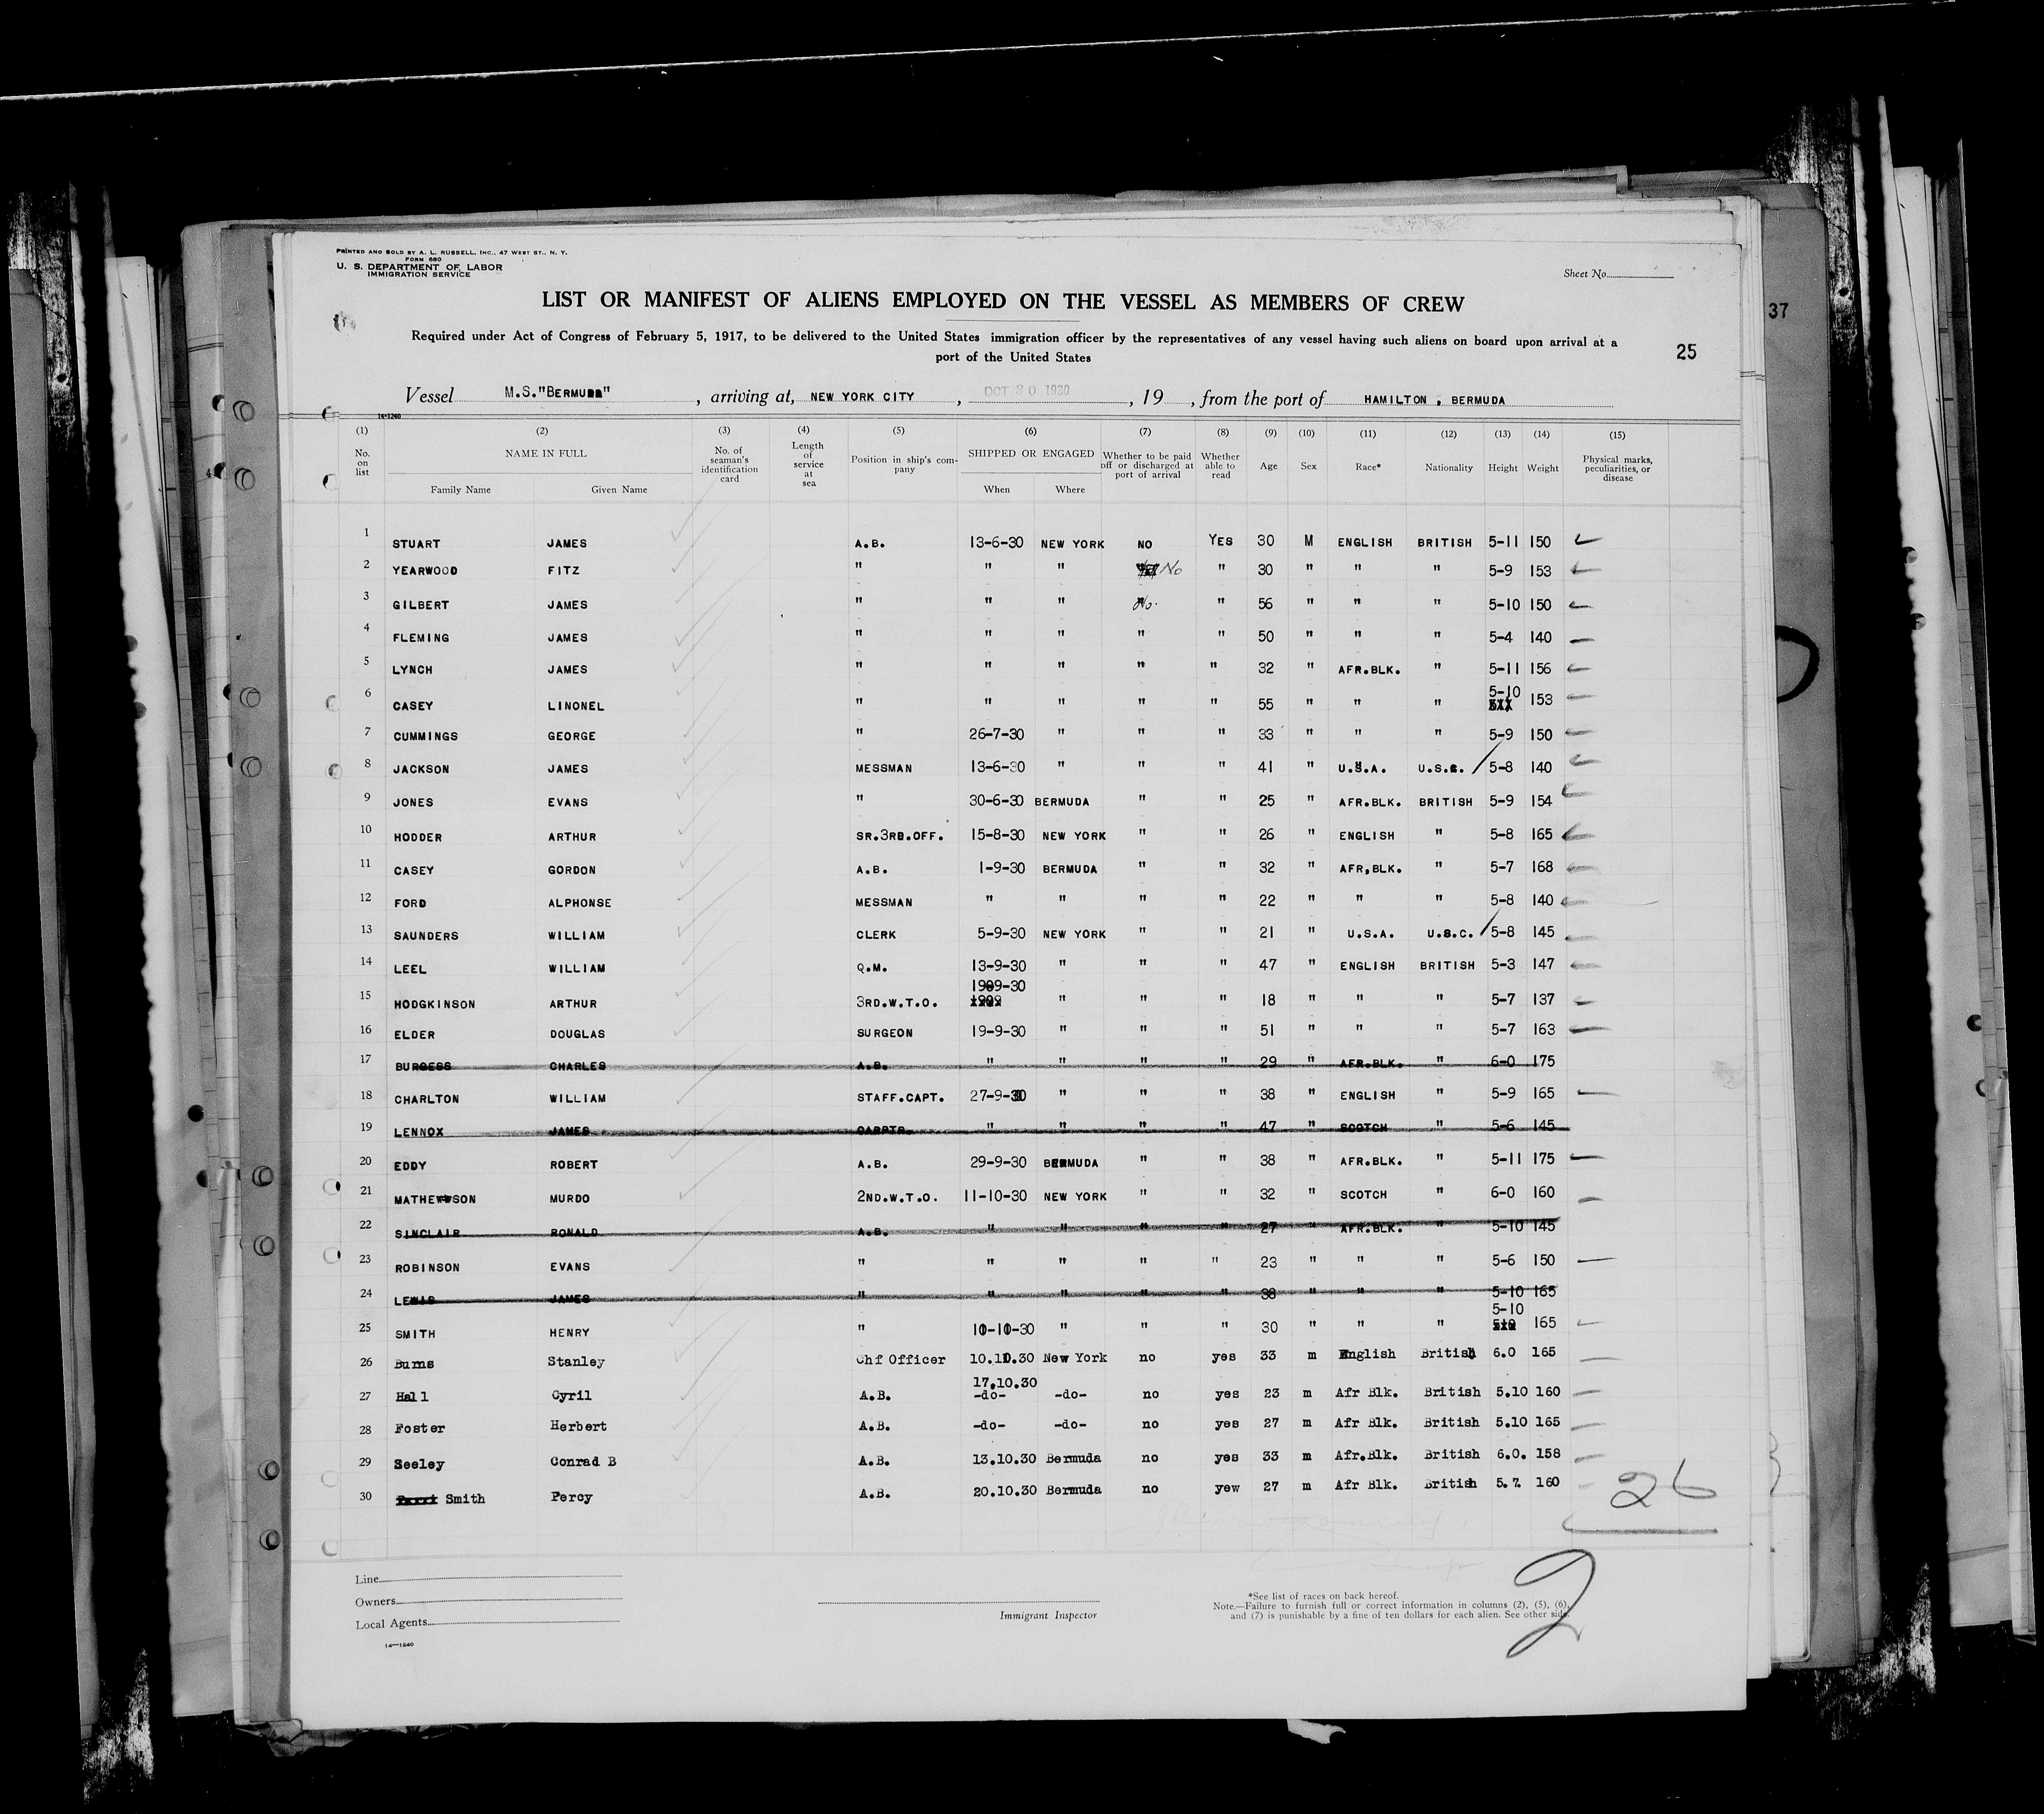 PRINTED AND SOLD BY A. L. RUSSELL, INC., 47 WEST ST., N. Y.
FORM 680
U. S. DEPARTMENT OF LABOR
IMMIGRATION SERVICE
Sheet No.
LIST OR MANIFEST OF ALIENS EMPLOYED ON THE VESSEL AS MEMBERS OF CREW
37
Required under Act of Congress of February 5, 1917, to be delivered to the United States immigration officer by the representatives of any vessel having such aliens on board upon arrival at a
port of the United States
25
Vessel M.S."BERMUDA" , arriving at, NEW YORK CITY , OCT 30 1930 , 19 , from the port of HAMILTON , BERMUDA
14-1240
(1) (2) (3) (4) (5) (6) (7) (8) (9) (10) (11) (12) (13) (14) (15)
No. on list NAME IN FULL Family Name Given Name No. of seaman's identification card Length of service at sea Position in ship's company SHIPPED OR ENGAGED When Where Whether to be paid off or discharged at port of arrival Whether able to read Age Sex Race* Nationality Height Weight Physical marks, peculiarities, or disease
1 STUART JAMES A.B. 13-6-30 NEW YORK NO YES 30 M ENGLISH BRITISH 5-11 150
2 YEARWOOD FITZ " " " No " 30 " " " 5-9 153
3 GILBERT JAMES " " " No. " 56 " " " 5-10 150
4 FLEMING JAMES " " " " " 50 " " " 5-4 140
5 LYNCH JAMES " " " " " 32 " AFR.BLK. " 5-11 156
6 CASEY LINONEL " " " " " 55 " " " 5-10 153
7 CUMMINGS GEORGE " 26-7-30 " " " 33 " " " 5-9 150
8 JACKSON JAMES MESSMAN 13-6-30 " " " 41 " U.S.A. U.S.C. 5-8 140
9 JONES EVANS " 30-6-30 BERMUDA " " 25 " AFR.BLK. BRITISH 5-9 154
10 HODDER ARTHUR SR.3RD.OFF. 15-8-30 NEW YORK " " 26 " ENGLISH " 5-8 165
11 CASEY GORDON A.B. 1-9-30 BERMUDA " " 32 " AFR,BLK. " 5-7 168
12 FORD ALPHONSE MESSMAN " " " " 22 " " " 5-8 140
13 SAUNDERS WILLIAM CLERK 5-9-30 NEW YORK " " 21 " U.S.A. U.S.C. 5-8 145
14 LEEL WILLIAM Q.M. 13-9-30 " " " 47 " ENGLISH BRITISH 5-3 147
15 HODGKINSON ARTHUR 3RD.W.T.O. 19-9-30 " " " 18 " " " 5-7 137
16 ELDER DOUGLAS SURGEON 19-9-30 " " " 51 " " " 5-7 163
17 BURGESS CHARLES A.B. " " " " 29 " AFR.BLK. " 6-0 175
18 CHARLTON WILLIAM STAFF.CAPT. 27-9-30 " " " 38 " ENGLISH " 5-9 165
19 LENNOX JAMES CARPTR. " " " " 47 " SCOTCH " 5-6 145
20 EDDY ROBERT A.B. 29-9-30 BERMUDA " " 38 " AFR.BLK. " 5-11 175
21 MATHEWSON MURDO 2ND.W.T.O. 11-10-30 NEW YORK " " 32 " SCOTCH " 6-0 160
22 SINCLAIR RONALD A.B. " " " " 27 " AFR.BLK. " 5-10 145
23 ROBINSON EVANS " " " " " 23 " " " 5-6 150
24 LEWIS JAMES " " " " " 38 " " " 5-10 165
25 SMITH HENRY " 10-10-30 " " " 30 " " " 5-10 165
26 Burns Stanley Chf Officer 10.10.30 New York no yes 33 m English British 6.0 165
27 Hall Cyril A.B. 17.10.30 -do- -do- no yes 23 m Afr Blk. British 5.10 160
28 Foster Herbert A.B. -do- -do- no yes 27 m Afr Blk. British 5.10 165
29 Seeley Conrad B A.B. 13.10.30 Bermuda no yes 33 m Afr.Blk. British 6.0. 158
30 Smith Percy A.B. 20.10.30 Bermuda no yew 27 m Afr Blk. British 5.7. 160
26
2
Line
Owners
Local Agents
14-1240
Immigrant Inspector
*See list of races on back hereof.
Note.—Failure to furnish full or correct information in columns (2), (5), (6),
and (7) is punishable by a fine of ten dollars for each alien. See other side.